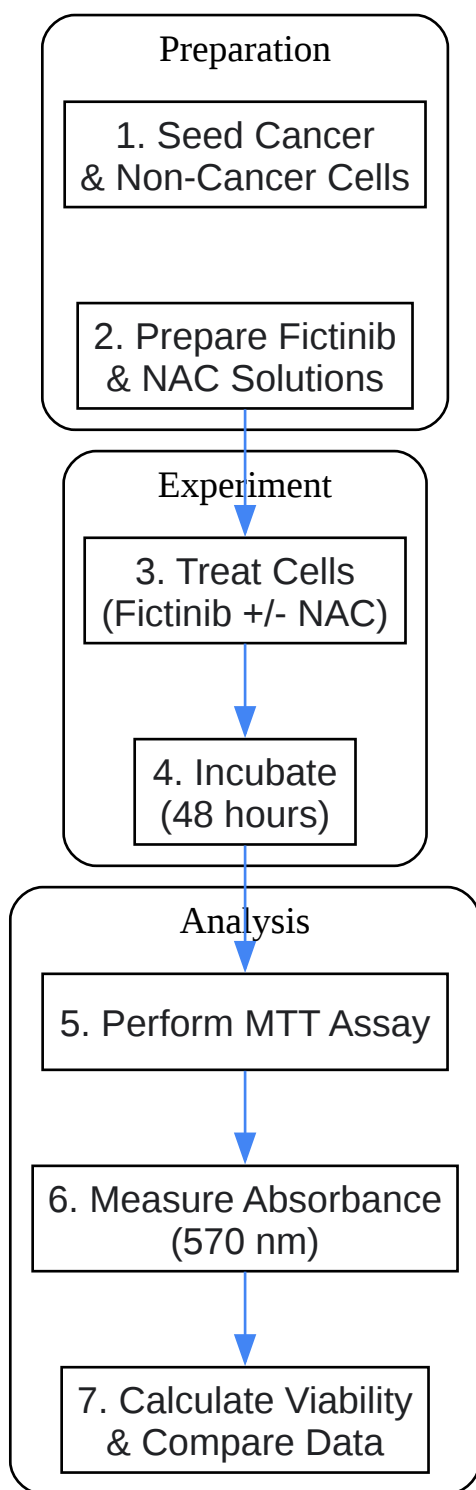 Preparation
1. Seed Cancer
& Non-Cancer Cells
2. Prepare Fictinib
& NAC Solutions
Experiment
3. Treat Cells
(Fictinib +/- NAC)
4. Incubate
(48 hours)
Analysis
5. Perform MTT Assay
6. Measure Absorbance
(570 nm)
7. Calculate Viability
& Compare Data